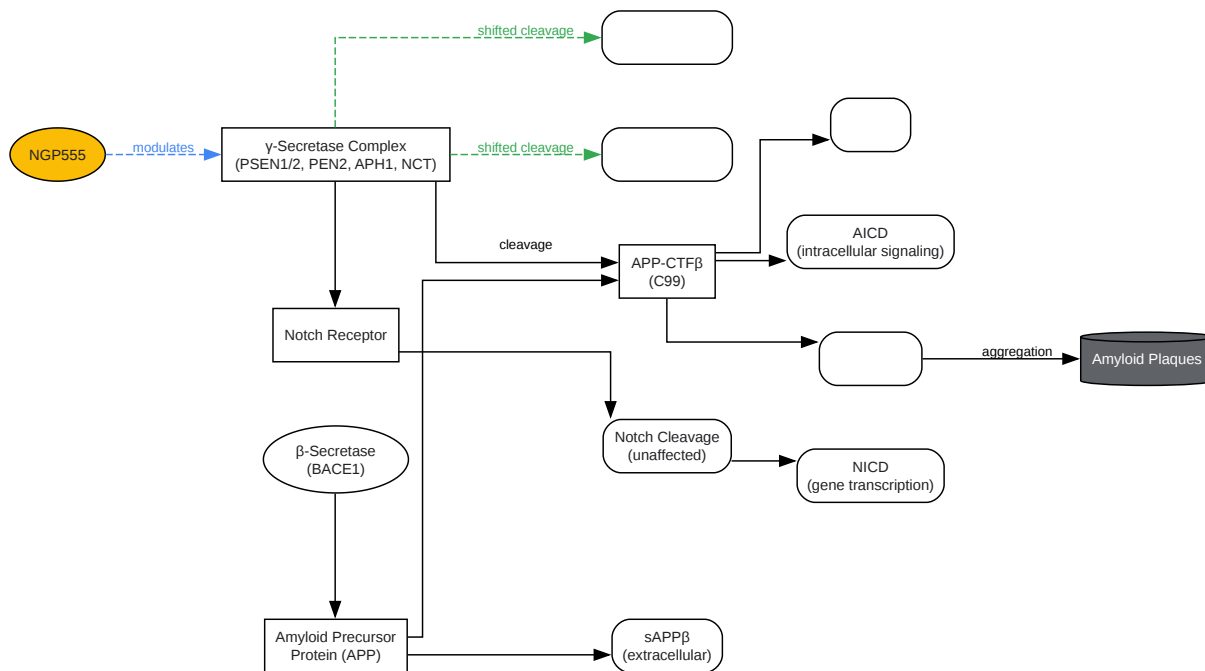 shifted cleavage
NGP555
modulates
γ-Secretase Complex
(PSEN1/2, PEN2, APH1, NCT)
shifted cleavage
cleavage
APP-CTFβ
(C99)
AICD
(intracellular signaling)
Notch Receptor
aggregation
Amyloid Plaques
β-Secretase
(BACE1)
Notch Cleavage
(unaffected)
NICD
(gene transcription)
Amyloid Precursor
Protein (APP)
sAPPβ
(extracellular)